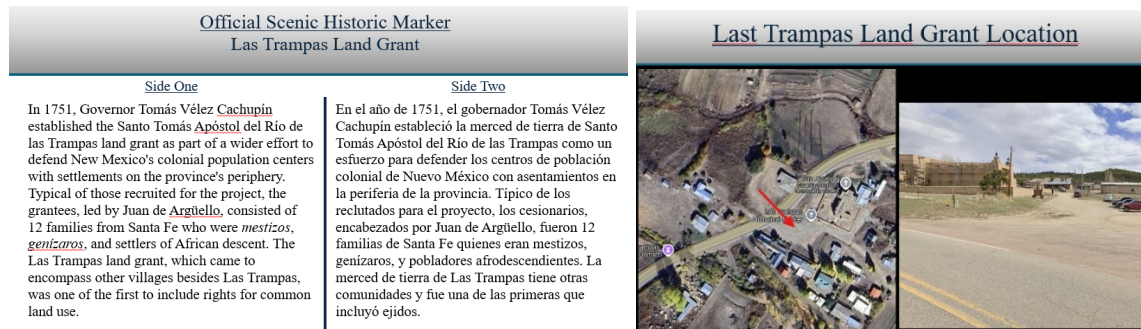 Official Scenic Historic Marker
Las Trampas Land Grant
Side One
In 1751, Governor Tomás Vélez Cachupín
established the Santo Tomás Apóstol del Río de
las Trampas land grant as part of a wider effort to
defend New Mexico's colonial population centers
with settlements on the province's periphery.
Typical of those recruited for the project, the
grantees, led by Juan de Argüello, consisted of
12 families from Santa Fe who were mestizos,
genízaros, and settlers of African descent. The
Las Trampas land grant, which came to
encompass other villages besides Las Trampas,
was one of the first to include rights for common
land use.
Side Two
En el año de 1751, el gobernador Tomás Vélez
Cachupín estableció la merced de tierra de Santo
Tomás Apóstol del Río de las Trampas como un
esfuerzo para defender los centros de población
colonial de Nuevo México con asentamientos en
la periferia de la provincia. Típico de los
reclutados para el proyecto, los cesionarios,
encabezados por Juan de Argüello, fueron 12
familias de Santa Fe quienes eran mestizos,
genízaros, y pobladores afrodescendientes. La
merced de tierra de Las Trampas tiene otras
comunidades y fue una de las primeras que
incluyó ejidos.
Last Trampas Land Grant Location